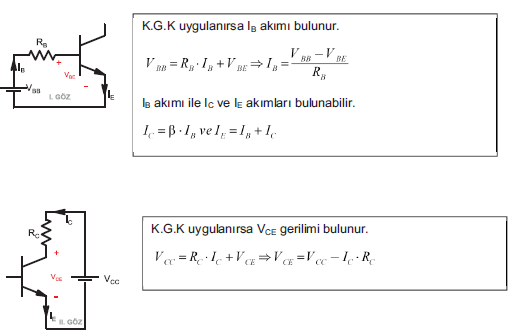 K.G.K uygulanırsa IB akımı bulunur.
RB
VBB = RB · IB + VBE ⇒ IB = (VBB − VBE) / RB
IB
+
VBE
-
VBB
I. GÖZ
IE
IB akımı ile IC ve IE akımları bulunabilir.
IC = β · IB ve IE = IB + IC
IC
RC
K.G.K uygulanırsa VCE gerilimi bulunur.
VCC = RC · IC + VCE ⇒ VCE = VCC − IC · RC
+
VCE
VCC
-
IE
II. GÖZ